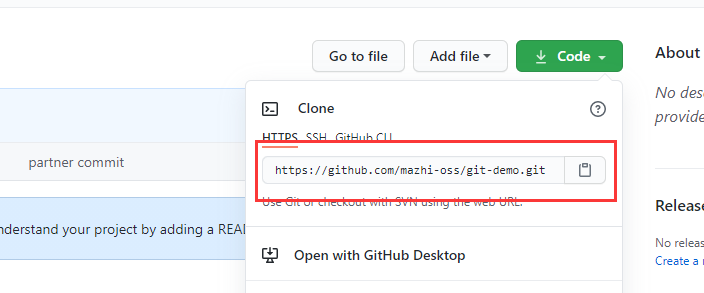 Go to file
Add file
Code
About
No desc
provide
Clone
HTTPS SSH GitHub CLI
partner commit
https://github.com/mazhi-oss/git-demo.git
Use Git or checkout with SVN using the web URL.
Release
nderstand your project by adding a REA
No releas
Open with GitHub Desktop
Create a n